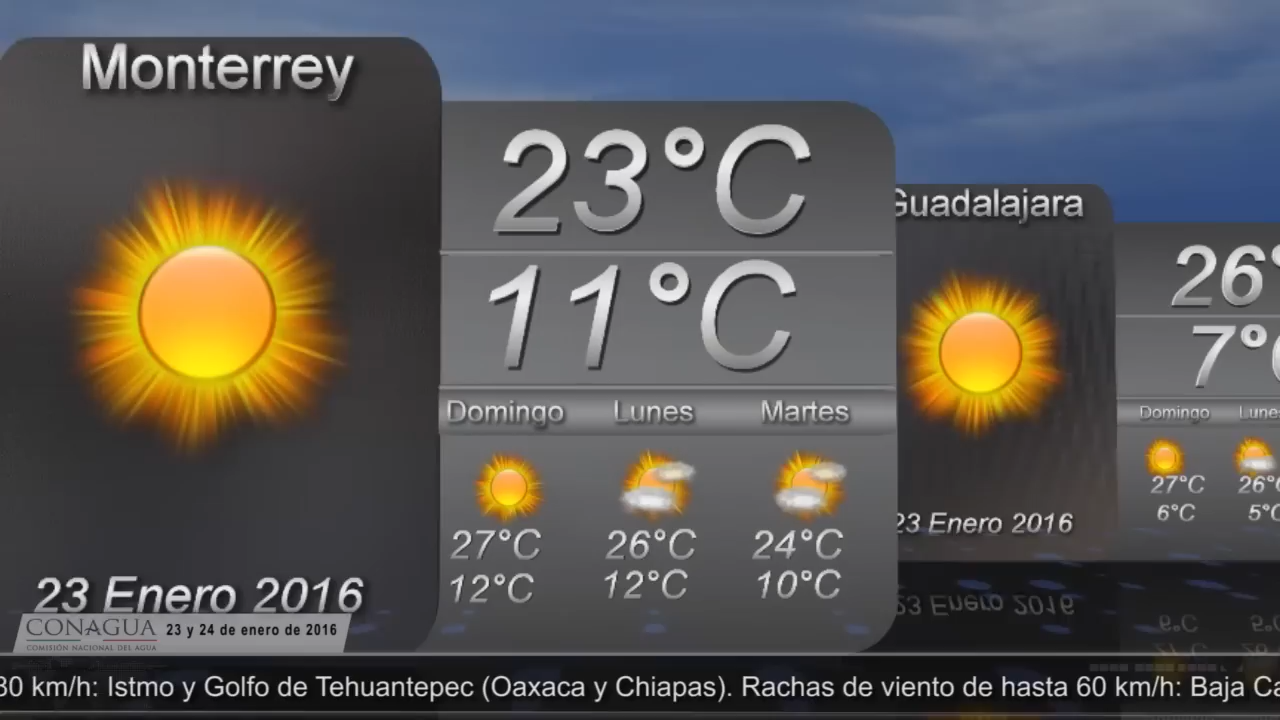 Monterrey
23°C
11°C
Domingo Lunes Martes
27°C 26°C 24°C
12°C 12°C 10°C
23 Enero 2016
Guadalajara
26°
7°C
Domingo Lune
27°C 26°C
6°C 5°C
23 Enero 2016
CONAGUA 23 y 24 de enero de 2016
COMISIÓN NACIONAL DEL AGUA
80 km/h: Istmo y Golfo de Tehuantepec (Oaxaca y Chiapas). Rachas de viento de hasta 60 km/h: Baja Ca